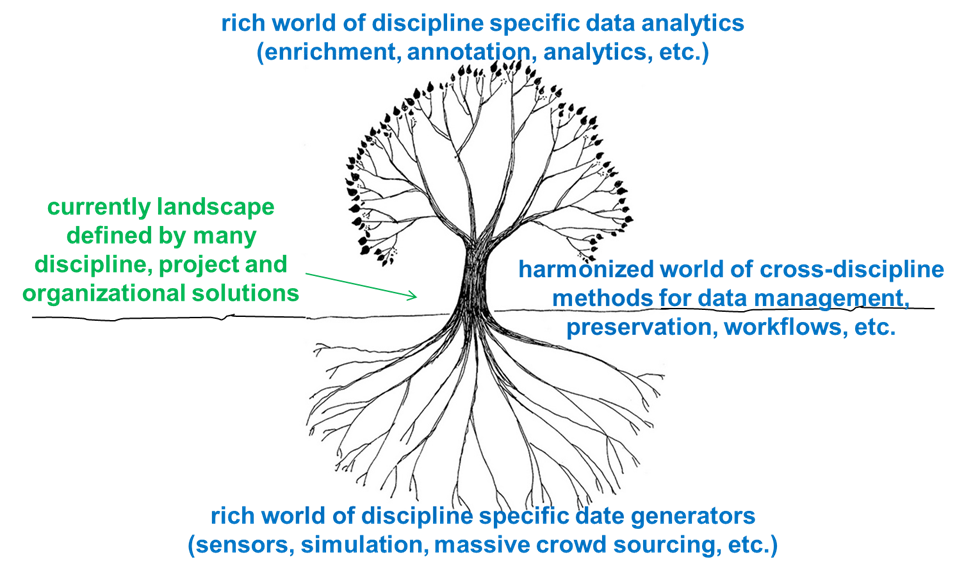 rich world of discipline specific data analytics
(enrichment, annotation, analytics, etc.)
currently landscape
defined by many
discipline, project and
organizational solutions
harmonized world of cross-discipline
methods for data management,
preservation, workflows, etc.
rich world of discipline specific date generators
(sensors, simulation, massive crowd sourcing, etc.)